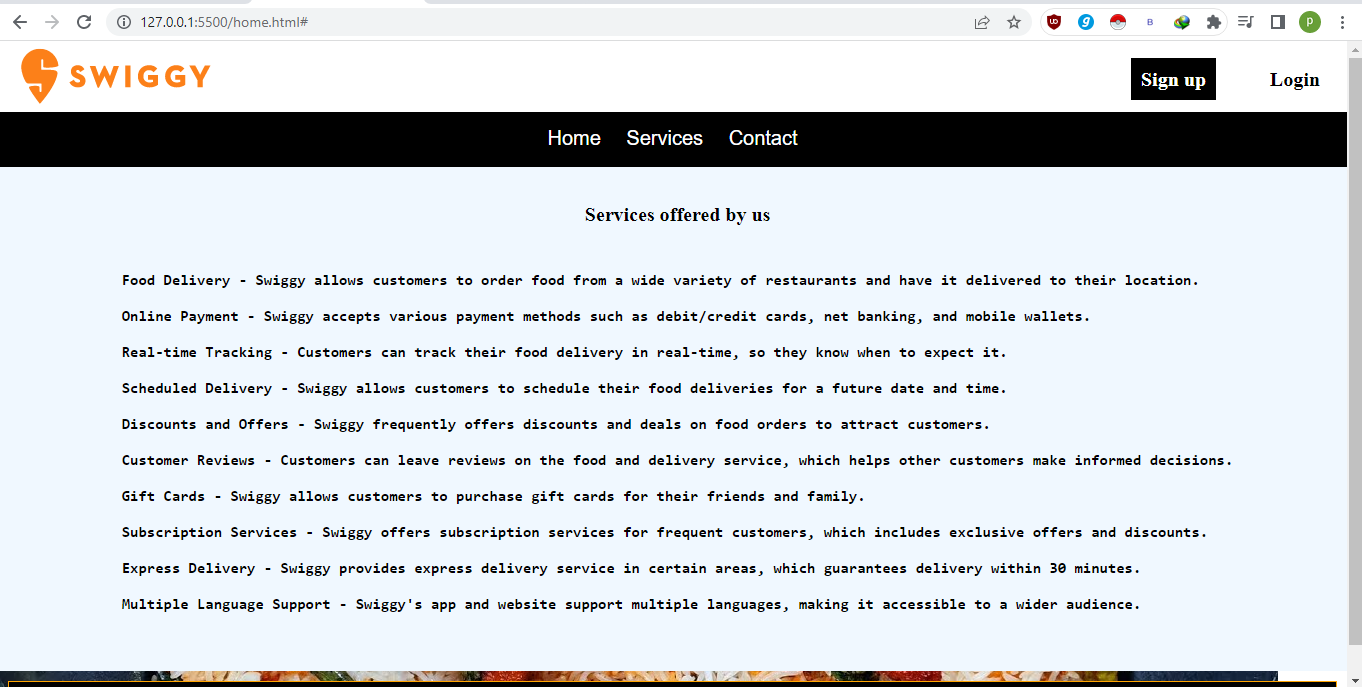 127.0.0.1:5500/home.html#
SWIGGY
Sign up
Login
Home Services Contact
Services offered by us
Food Delivery - Swiggy allows customers to order food from a wide variety of restaurants and have it delivered to their location.
Online Payment - Swiggy accepts various payment methods such as debit/credit cards, net banking, and mobile wallets.
Real-time Tracking - Customers can track their food delivery in real-time, so they know when to expect it.
Scheduled Delivery - Swiggy allows customers to schedule their food deliveries for a future date and time.
Discounts and Offers - Swiggy frequently offers discounts and deals on food orders to attract customers.
Customer Reviews - Customers can leave reviews on the food and delivery service, which helps other customers make informed decisions.
Gift Cards - Swiggy allows customers to purchase gift cards for their friends and family.
Subscription Services - Swiggy offers subscription services for frequent customers, which includes exclusive offers and discounts.
Express Delivery - Swiggy provides express delivery service in certain areas, which guarantees delivery within 30 minutes.
Multiple Language Support - Swiggy's app and website support multiple languages, making it accessible to a wider audience.